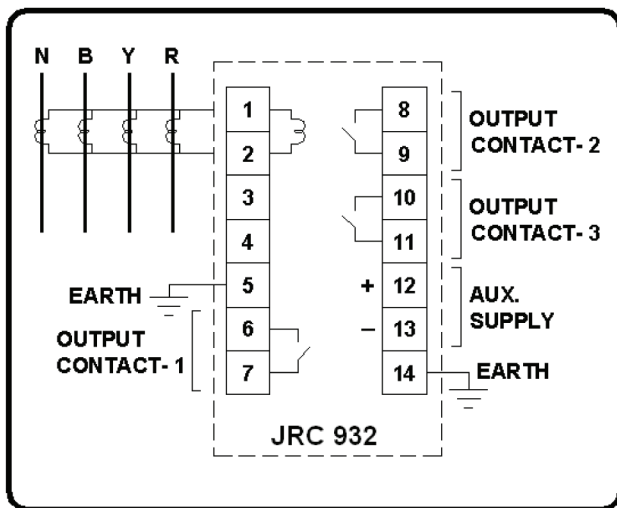 N B Y R
1
2
3
4
5
6
7
EARTH
OUTPUT
CONTACT- 1
8
9
10
11
12
13
14
+
–
OUTPUT
CONTACT- 2
OUTPUT
CONTACT- 3
AUX.
SUPPLY
EARTH
JRC 932